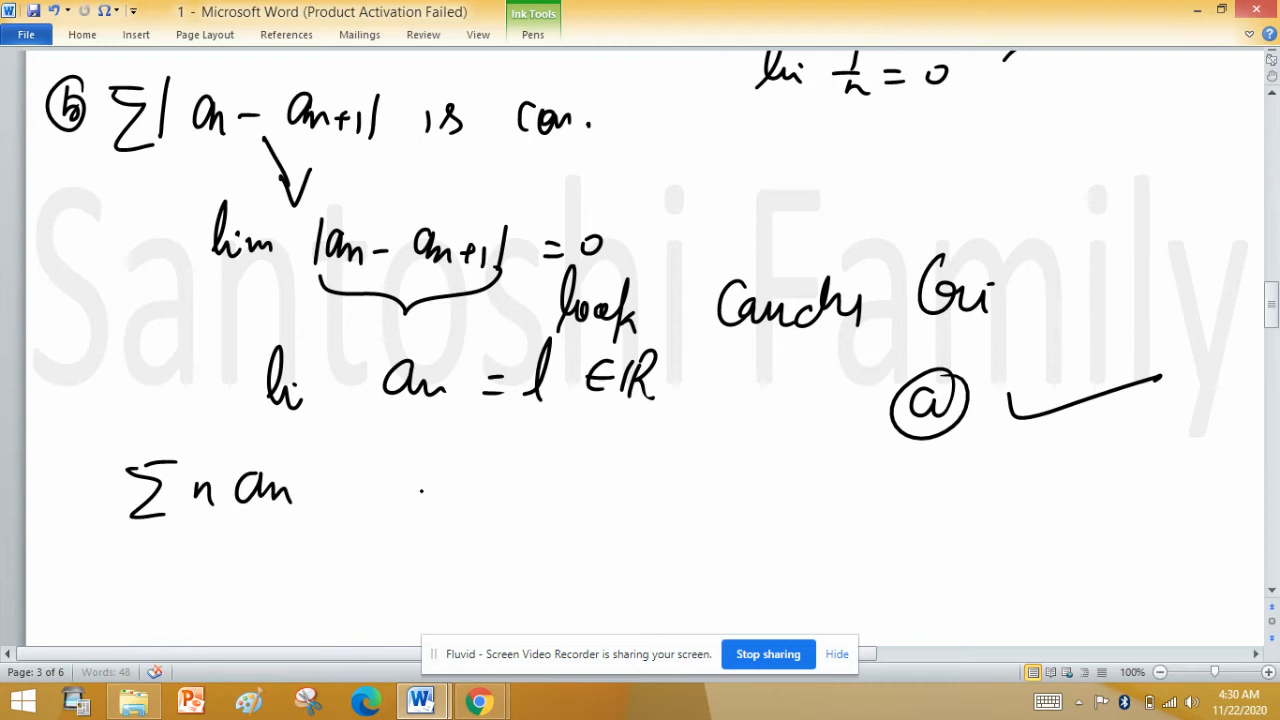 1 - Microsoft Word (Product Activation Failed)
Ink Tools
File Home Insert Page Layout References Mailings Review View Pens
li 1/n = 0
(b) ∑|an - an+1| is con.
lim |an - an+1| = 0
look Cauchy Cri
li an = l ∈ IR
(a)
∑ n an
Santoshi Family
Fluvid - Screen Video Recorder is sharing your screen. Stop sharing Hide
Page: 3 of 6 Words: 48 100%
4:30 AM
11/22/2020